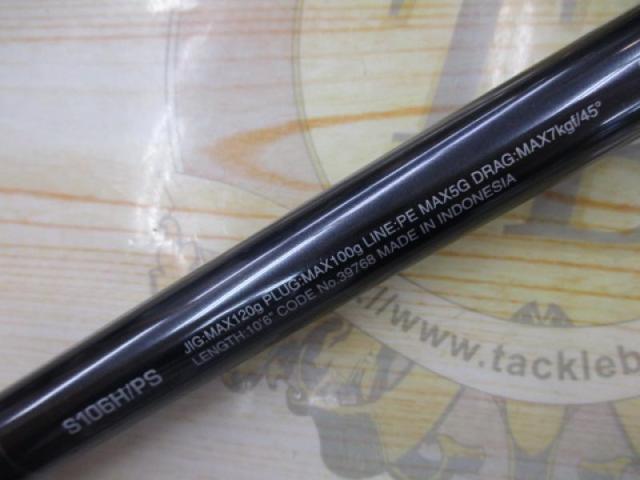 S106H/PS
JIG:MAX120g PLUG:MAX100g LINE:PE MAX5G DRAG:MAX7kgf/45°
LENGTH:10'6" CODE No.39768 MADE IN INDONESIA
://www.tackleb